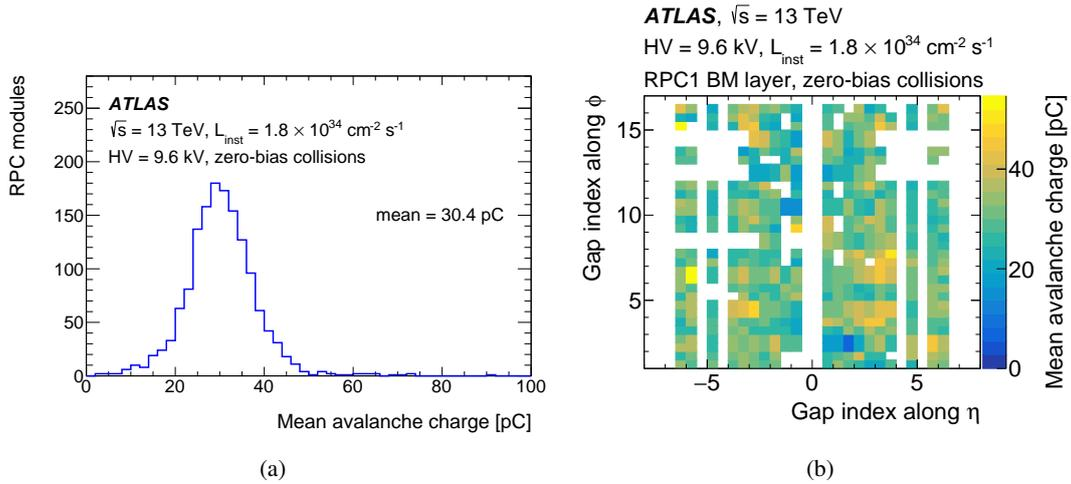 ATLAS
√s = 13 TeV, L_inst = 1.8 × 10^34 cm^-2 s^-1
HV = 9.6 kV, zero-bias collisions
mean = 30.4 pC
RPC modules
250
200
150
100
50
0
0 20 40 60 80 100
Mean avalanche charge [pC]
(a)
ATLAS, √s = 13 TeV
HV = 9.6 kV, L_inst = 1.8 × 10^34 cm^-2 s^-1
RPC1 BM layer, zero-bias collisions
Gap index along ϕ
15
10
5
−5 0 5
Gap index along η
40
20
0
Mean avalanche charge [pC]
(b)